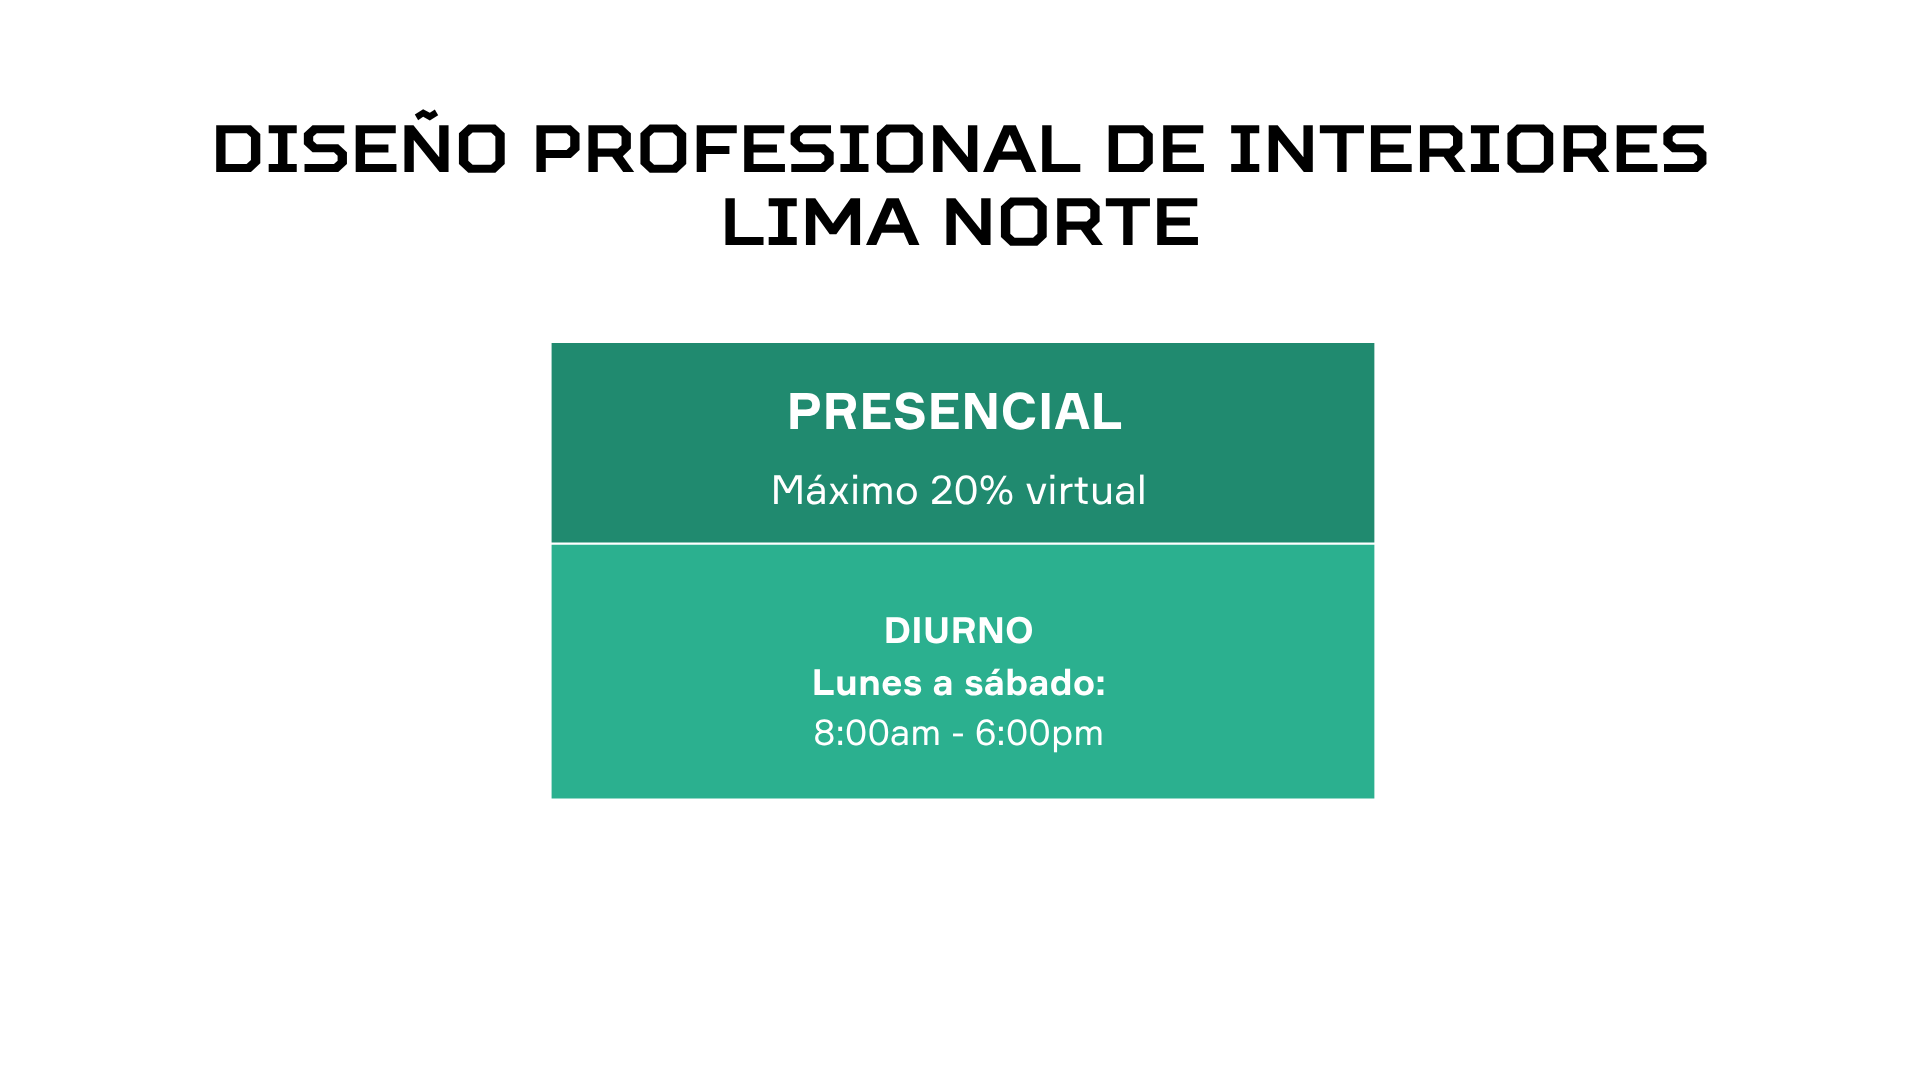 DISEÑO PROFESIONAL DE INTERIORES
LIMA NORTE
PRESENCIAL
Máximo 20% virtual
DIURNO
Lunes a sábado:
8:00am - 6:00pm